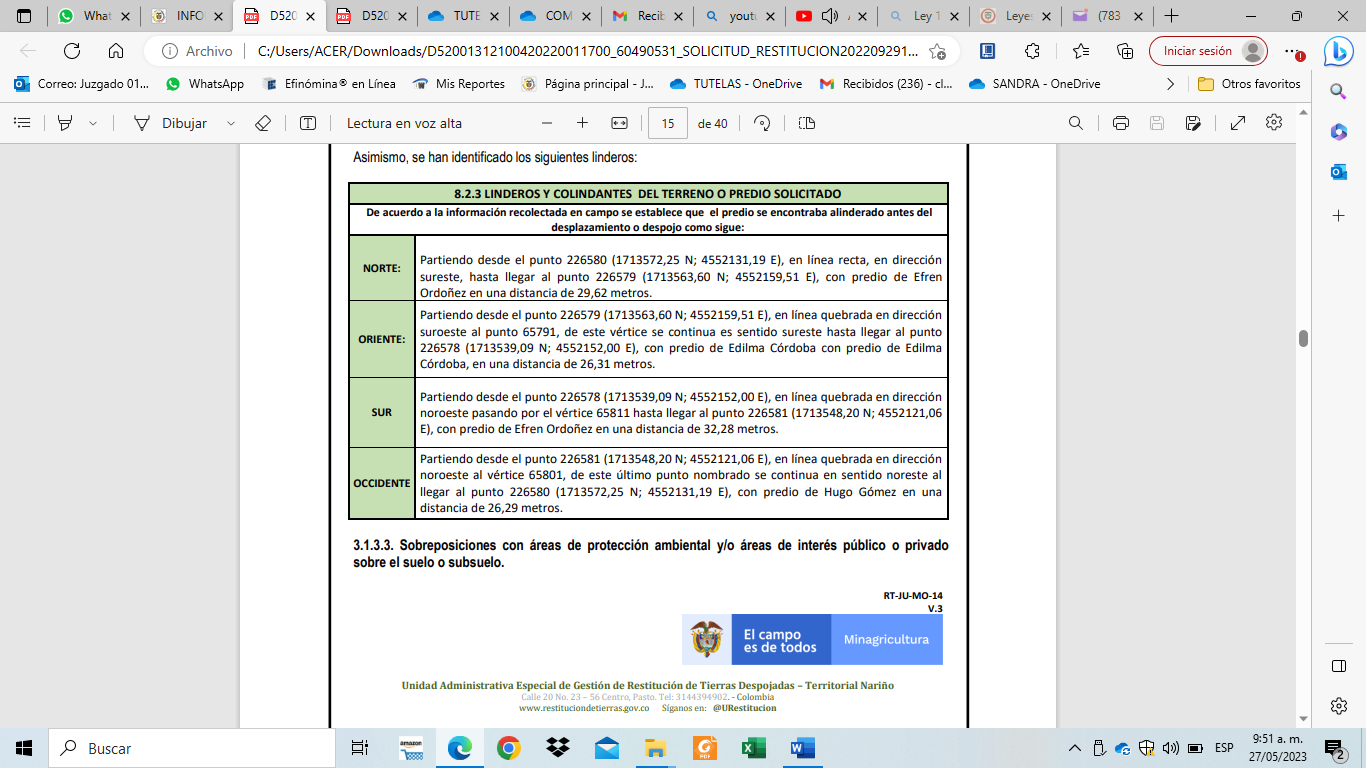 What
INFO
D520
D520
TUTE
COM
Recib
youtu
Ley 1
Leyes
(783
Archivo
C:/Users/ACER/Downloads/D52001312100420220011700_60490531_SOLICITUD_RESTITUCION202209291...
Iniciar sesión
Correo: Juzgado 01...
WhatsApp
Efinómina® en Línea
Mis Reportes
Página principal - J...
TUTELAS - OneDrive
Recibidos (236) - cl...
SANDRA - OneDrive
Otros favoritos
Dibujar
Lectura en voz alta
15
de 40
Asimismo, se han identificado los siguientes linderos:
8.2.3 LINDEROS Y COLINDANTES DEL TERRENO O PREDIO SOLICITADO
De acuerdo a la información recolectada en campo se establece que el predio se encontraba alinderado antes del
desplazamiento o despojo como sigue:
NORTE:
Partiendo desde el punto 226580 (1713572,25 N; 4552131,19 E), en línea recta, en dirección
sureste, hasta llegar al punto 226579 (1713563,60 N; 4552159,51 E), con predio de Efren
Ordoñez en una distancia de 29,62 metros.
ORIENTE:
Partiendo desde el punto 226579 (1713563,60 N; 4552159,51 E), en línea quebrada en dirección
suroeste al punto 65791, de este vértice se continua es sentido sureste hasta llegar al punto
226578 (1713539,09 N; 4552152,00 E), con predio de Edilma Córdoba con predio de Edilma
Córdoba, en una distancia de 26,31 metros.
SUR
Partiendo desde el punto 226578 (1713539,09 N; 4552152,00 E), en línea quebrada en dirección
noroeste pasando por el vértice 65811 hasta llegar al punto 226581 (1713548,20 N; 4552121,06
E), con predio de Efren Ordoñez en una distancia de 32,28 metros.
OCCIDENTE
Partiendo desde el punto 226581 (1713548,20 N; 4552121,06 E), en línea quebrada en dirección
noroeste al vértice 65801, de este último punto nombrado se continua en sentido noreste al
llegar al punto 226580 (1713572,25 N; 4552131,19 E), con predio de Hugo Gómez en una
distancia de 26,29 metros.
3.1.3.3. Sobreposiciones con áreas de protección ambiental y/o áreas de interés público o privado
sobre el suelo o subsuelo.
RT-JU-MO-14
V.3
El campo
es de todos
Minagricultura
Unidad Administrativa Especial de Gestión de Restitución de Tierras Despojadas – Territorial Nariño
Calle 20 No. 23 – 56 Centro, Pasto. Tel: 3144394902. - Colombia
www.restituciondetierras.gov.co Síganos en: @URestitucion
Buscar
amazon
PDF
ESP
9:51 a. m.
27/05/2023
2